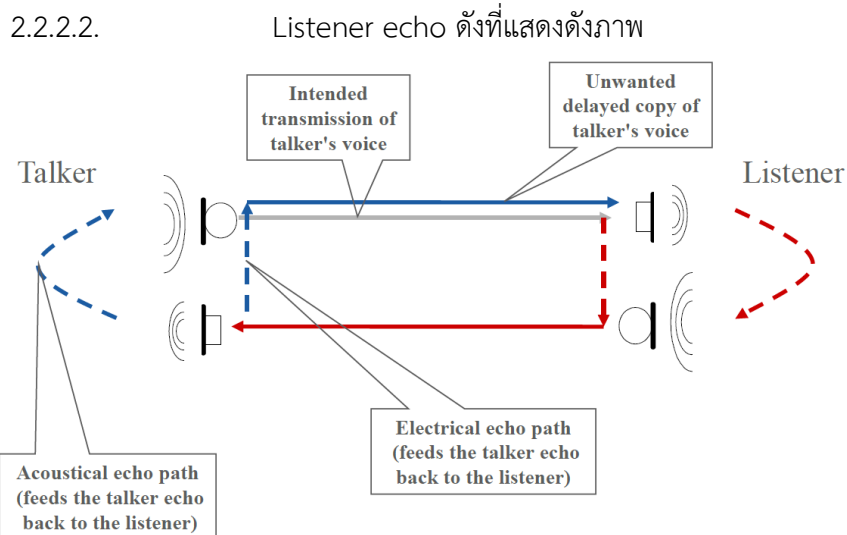 2.2.2.2. Listener echo ดังที่แสดงดังภาพ
Intended
transmission of
talker's voice
Unwanted
delayed copy of
talker's voice
Talker
Listener
Electrical echo path
(feeds the talker echo
back to the listener)
Acoustical echo path
(feeds the talker echo
back to the listener)